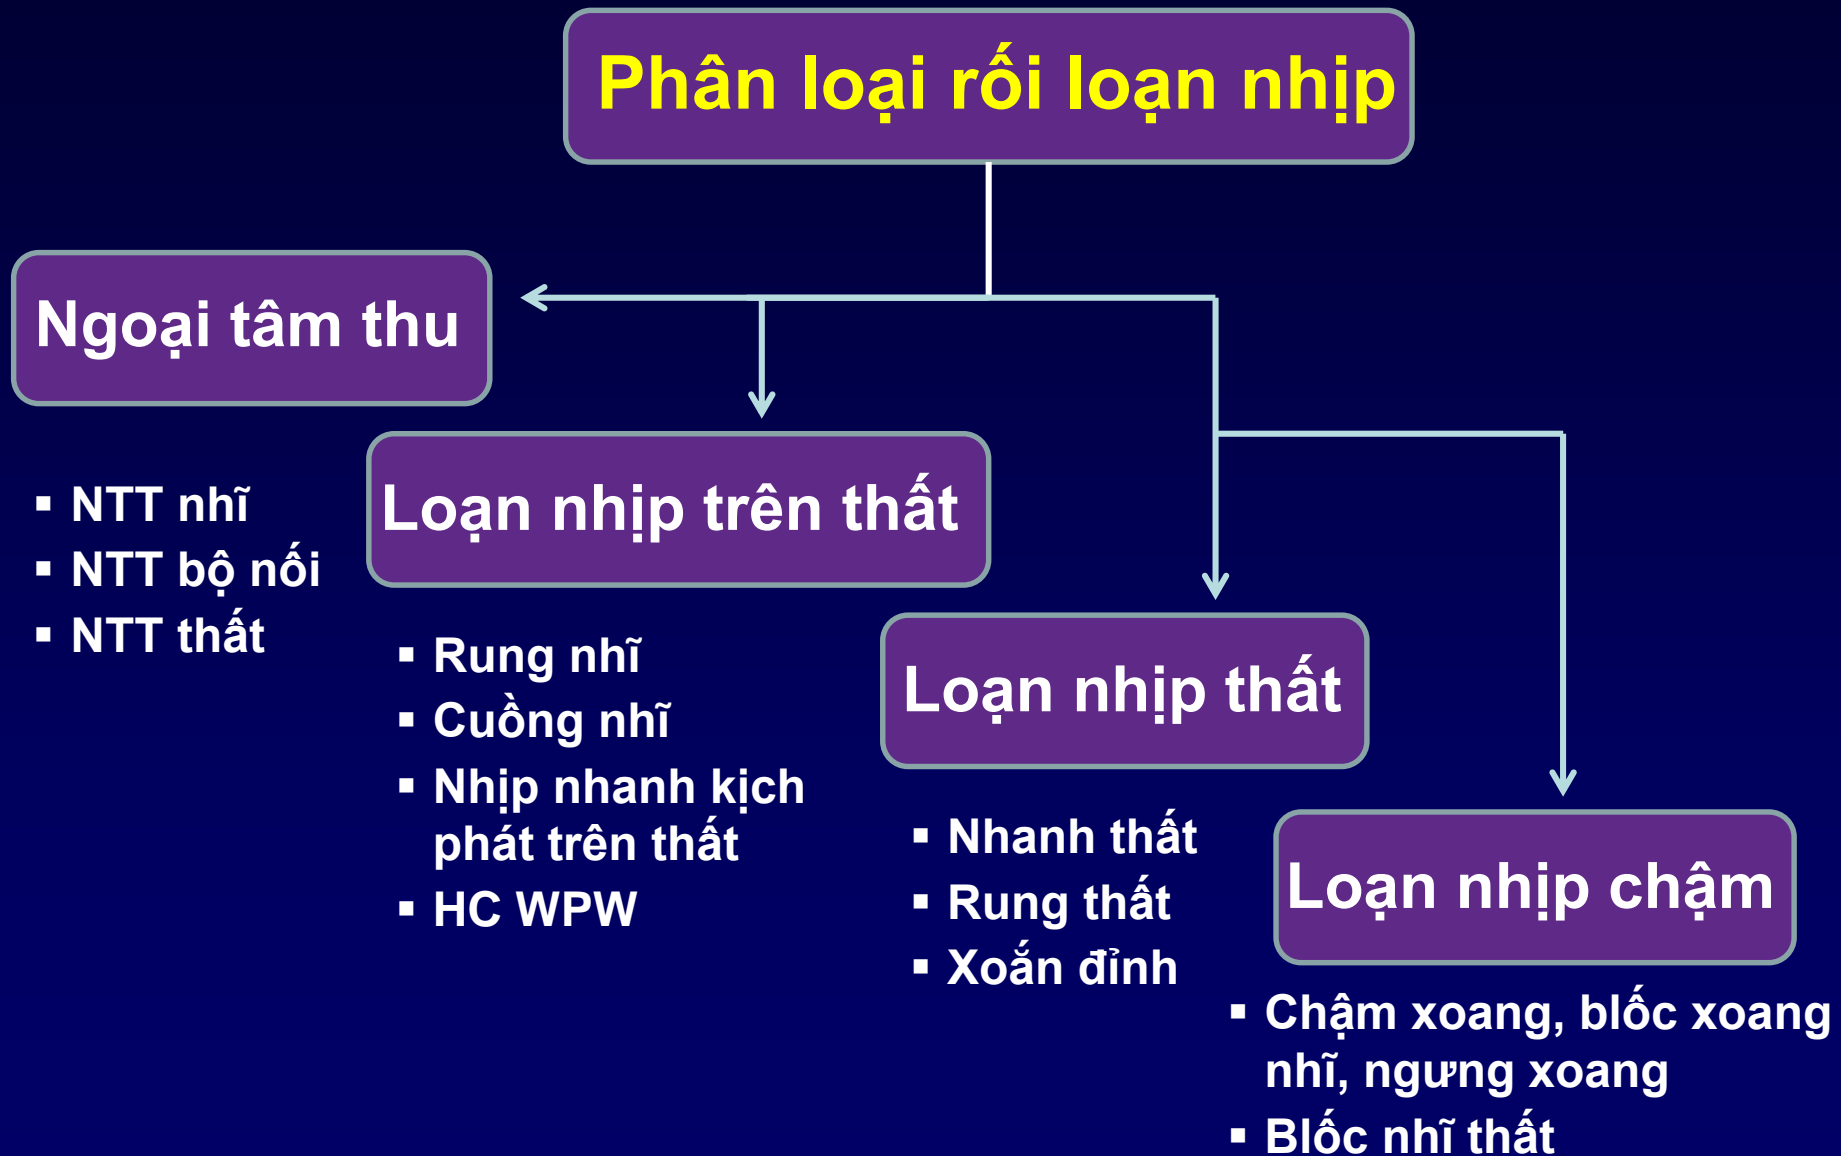 Phân loại rối loạn nhịp
Ngoại tâm thu
▪ NTT nhĩ
▪ NTT bộ nối
▪ NTT thất
Loạn nhịp trên thất
▪ Rung nhĩ
▪ Cuồng nhĩ
▪ Nhịp nhanh kịch
phát trên thất
▪ HC WPW
Loạn nhịp thất
▪ Nhanh thất
▪ Rung thất
▪ Xoắn đỉnh
Loạn nhịp chậm
▪ Chậm xoang, blốc xoang
nhĩ, ngưng xoang
▪ Blốc nhĩ thất